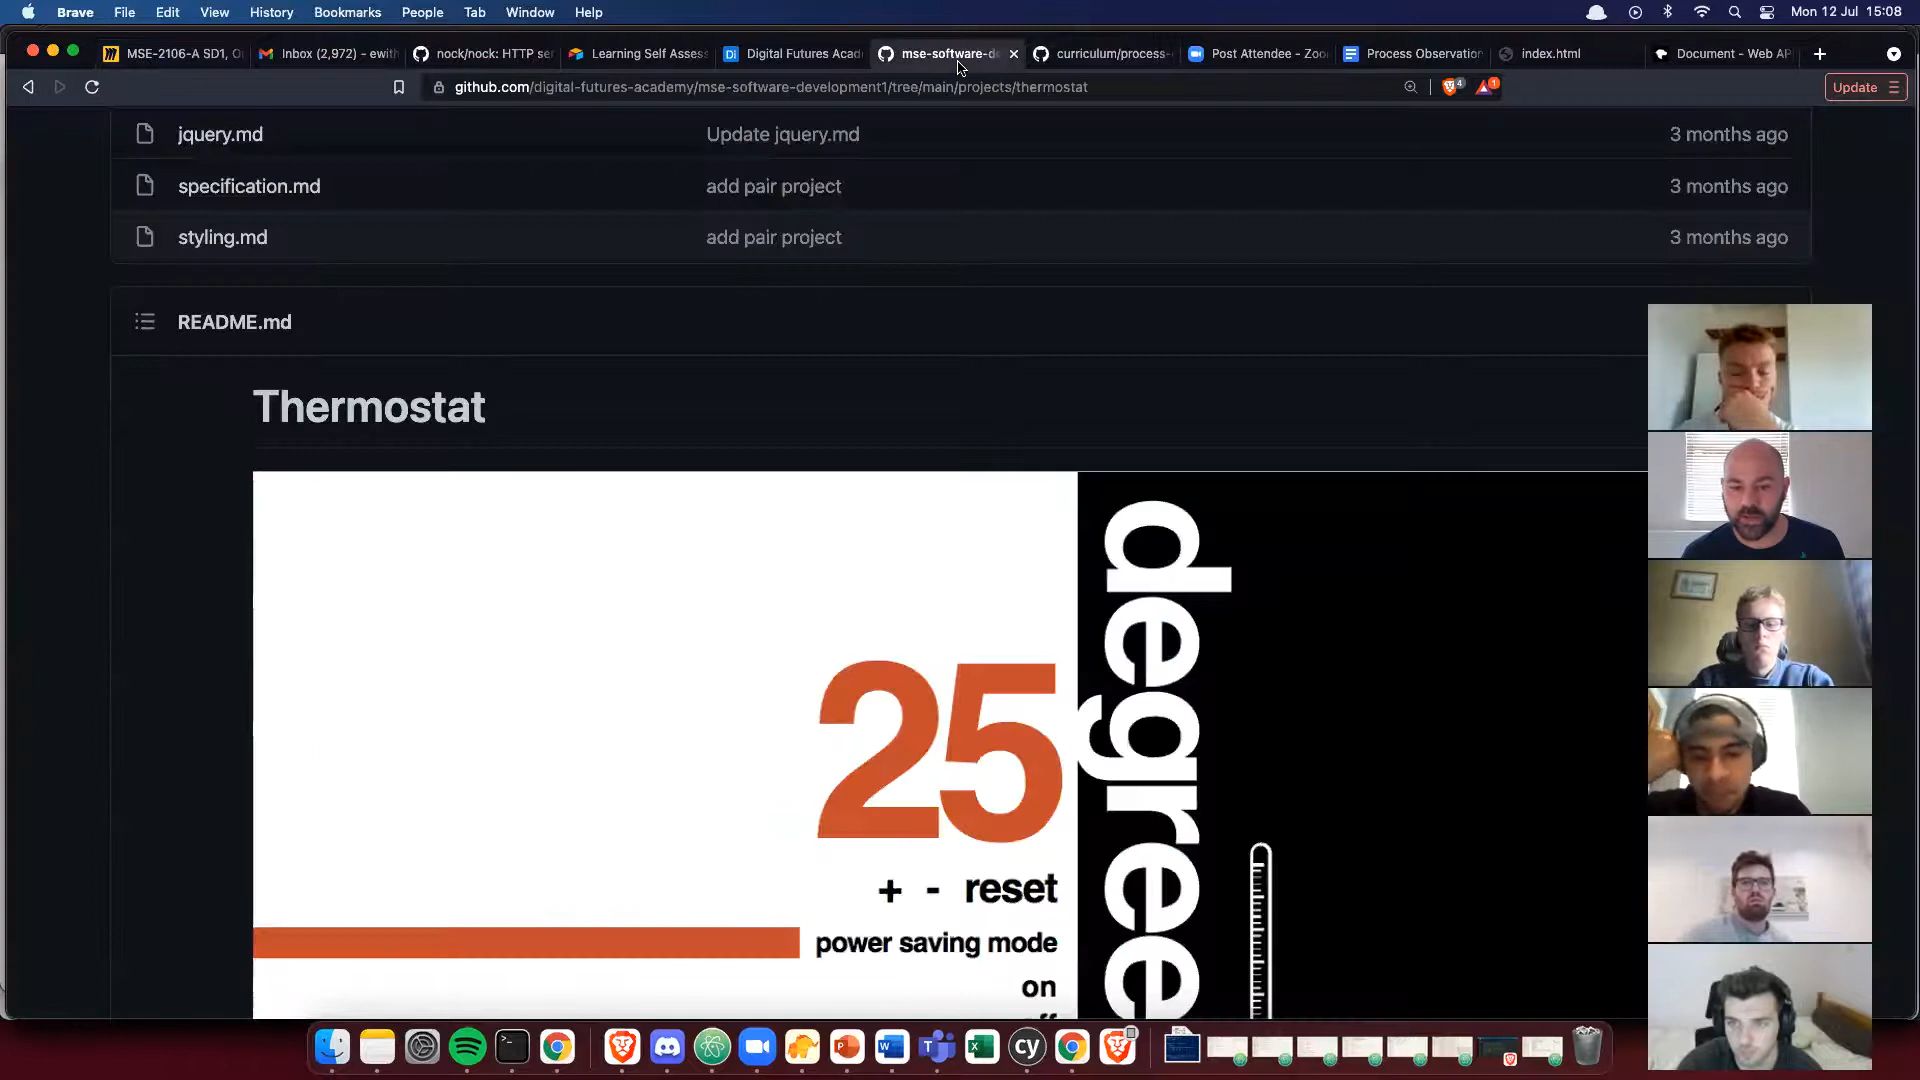 Brave File Edit View History Bookmarks People Tab Window Help Mon 12 Jul 15:08
MSE-2106-A SD1, O Inbox (2,972) - ewith nock/nock: HTTP ser Learning Self Assess Digital Futures Acad mse-software-de curriculum/process- Post Attendee - Zoo Process Observation index.html Document - Web AP
github.com/digital-futures-academy/mse-software-development1/tree/main/projects/thermostat 4 1 Update
jquery.md Update jquery.md 3 months ago
specification.md add pair project 3 months ago
styling.md add pair project 3 months ago
README.md
Thermostat
25
degree
+ - reset
power saving mode
on
off